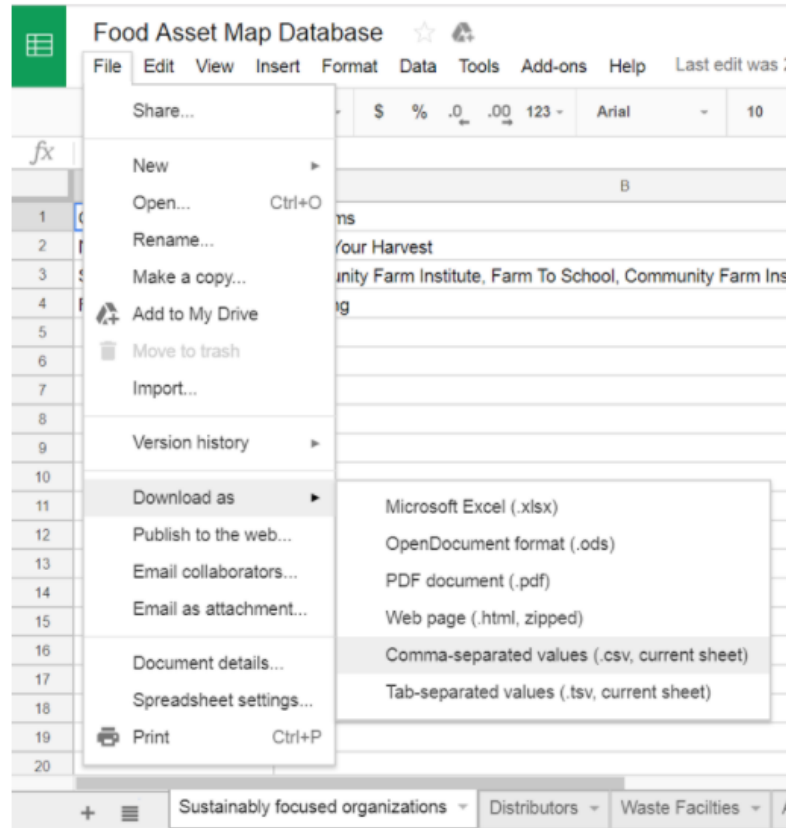 Food Asset Map Database
File Edit View Insert Format Data Tools Add-ons Help Last edit was
Share... $ % .0 .00 123 Arial 10
fx
New
B
Open... Ctrl+O
1
Rename...
2 Your Harvest
Make a copy...
3 Farm Institute, Farm To School, Community Farm Ins
4
Add to My Drive
5
Move to trash
6
Import...
7
8
Version history
9
10
Download as
11 Microsoft Excel (.xlsx)
Publish to the web...
12 OpenDocument format (.ods)
Email collaborators...
13 PDF document (.pdf)
14
Email as attachment...
15 Web page (.html, zipped)
16 Comma-separated values (.csv, current sheet)
Document details...
17
Tab-separated values (.tsv, current sheet)
Spreadsheet settings...
18
19
Print Ctrl+P
20
+ Sustainably focused organizations Distributors Waste Facilties